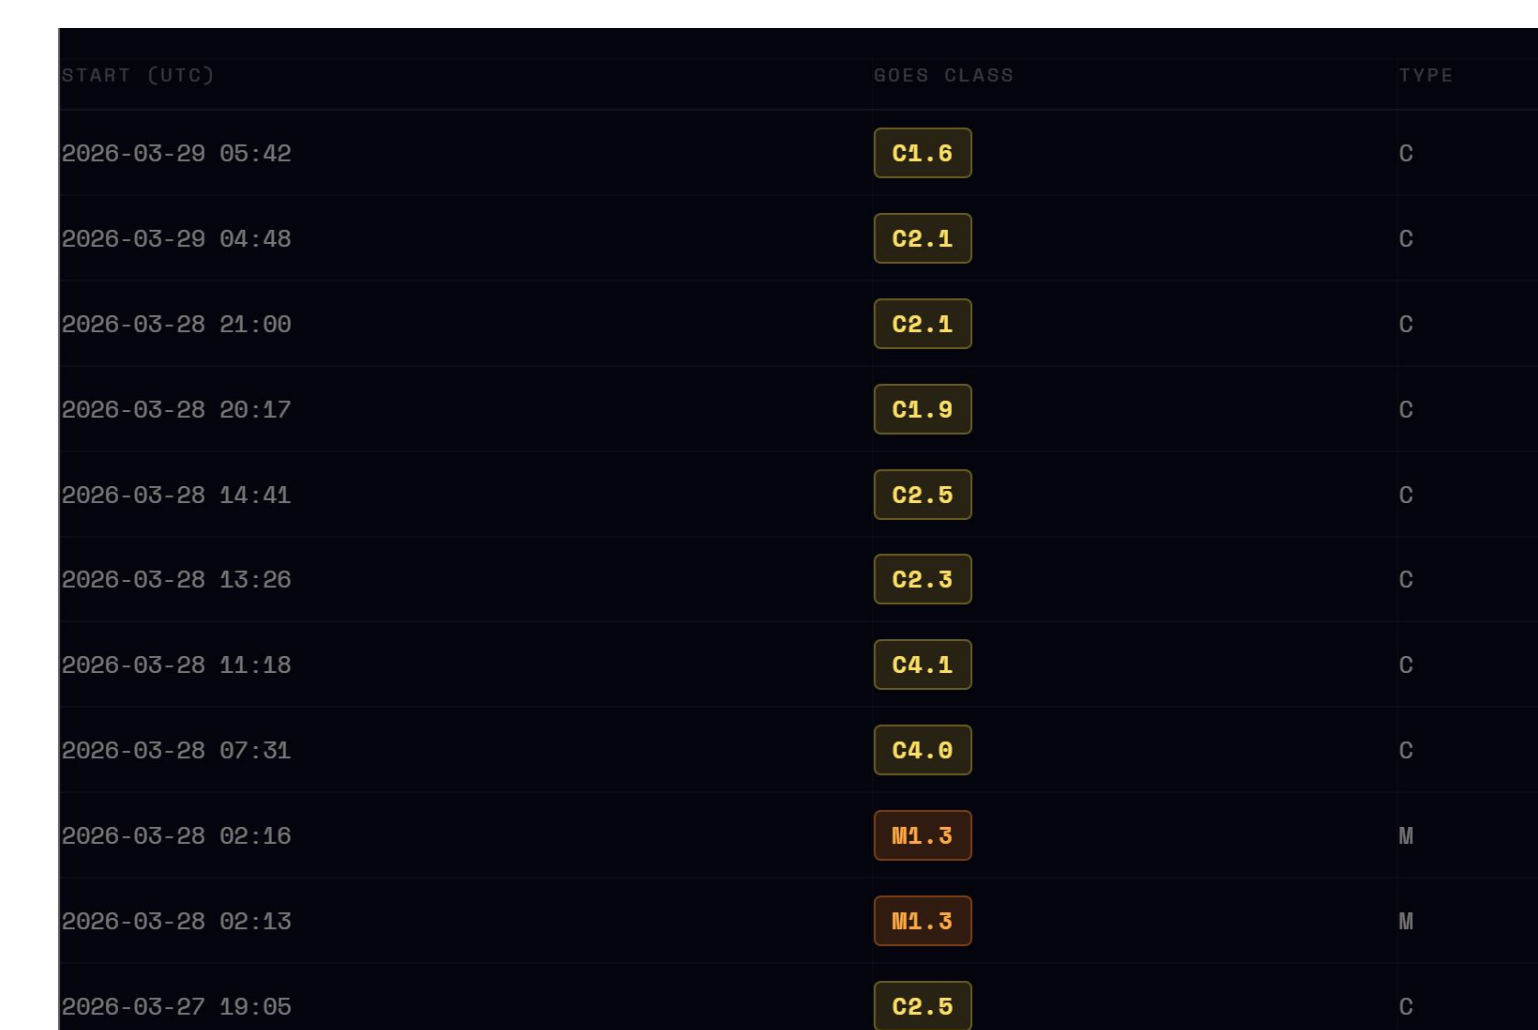 START (UTC) GOES CLASS TYPE
2026-03-29 05:42 C1.6 C
2026-03-29 04:48 C2.1 C
2026-03-28 21:00 C2.1 C
2026-03-28 20:17 C1.9 C
2026-03-28 14:41 C2.5 C
2026-03-28 13:26 C2.3 C
2026-03-28 11:18 C4.1 C
2026-03-28 07:31 C4.0 C
2026-03-28 02:16 M1.3 M
2026-03-28 02:13 M1.3 M
2026-03-27 19:05 C2.5 C